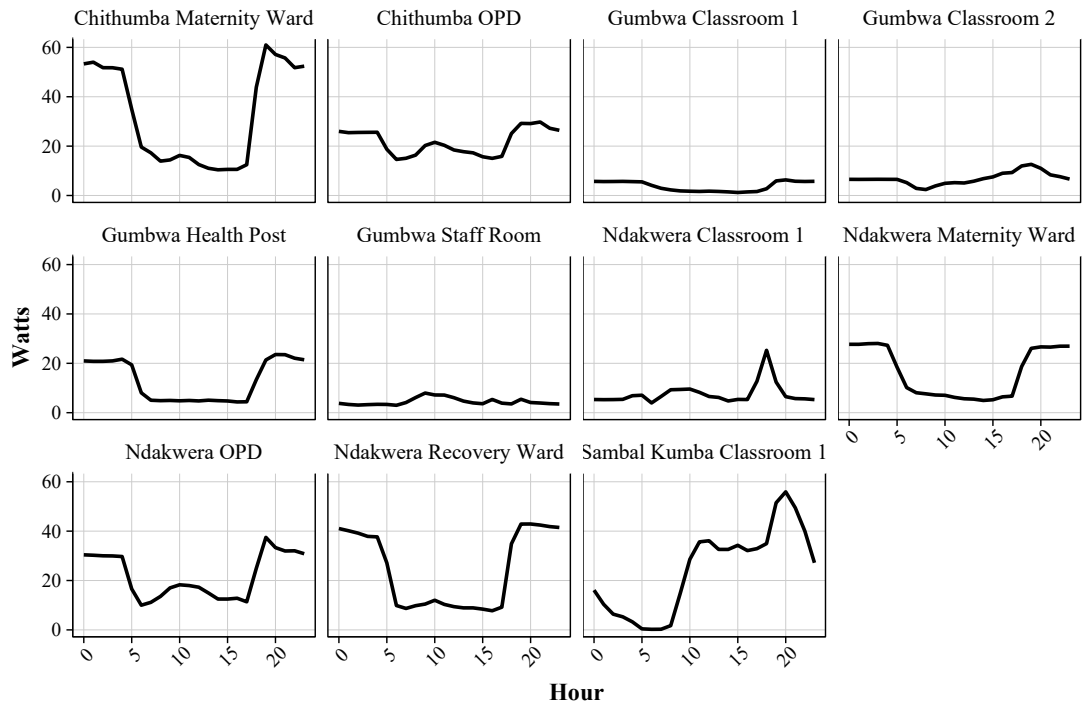 Chithumba Maternity Ward
Chithumba OPD
Gumbwa Classroom 1
Gumbwa Classroom 2
60
40
20
0
Gumbwa Health Post
Gumbwa Staff Room
Ndakwera Classroom 1
Ndakwera Maternity Ward
60
40
20
0
0
5
10
15
20
Watts
Ndakwera OPD
Ndakwera Recovery Ward
Sambal Kumba Classroom 1
60
40
20
0
0
5
10
15
20
0
5
10
15
20
0
5
10
15
20
Hour